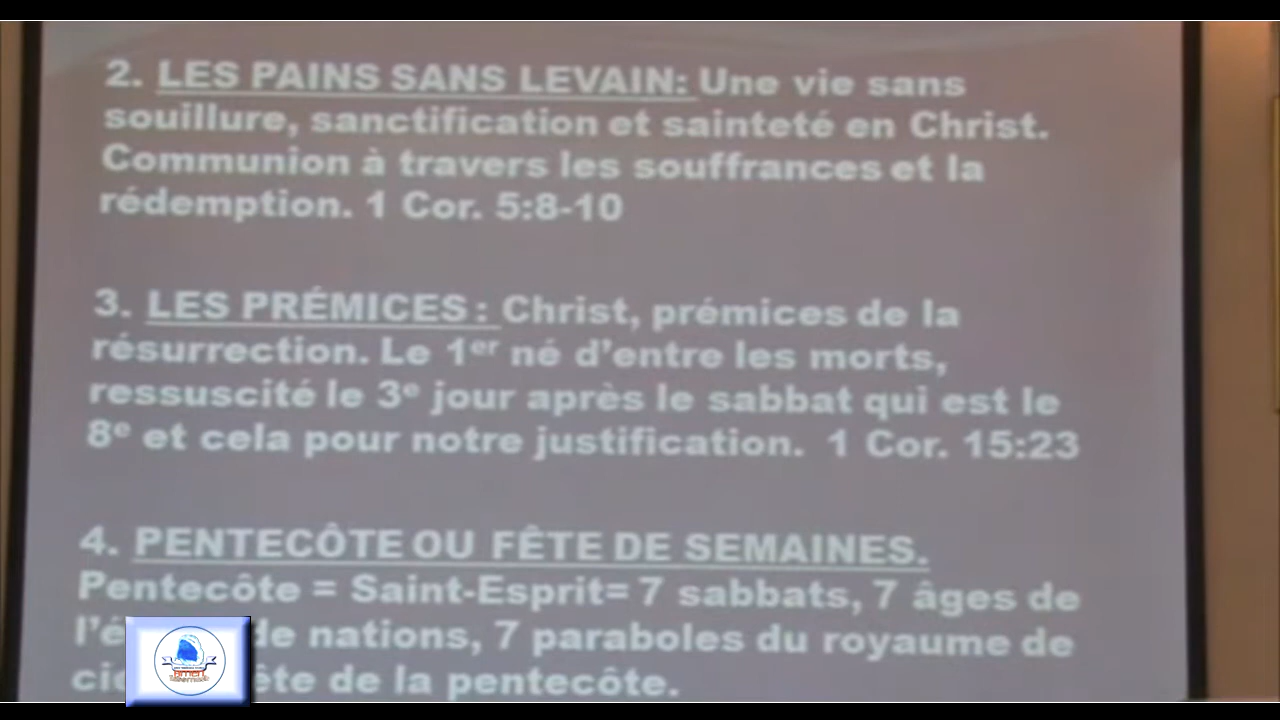 2. LES PAINS SANS LEVAIN: Une vie sans
souillure, sanctification et sainteté en Christ.
Communion à travers les souffrances et la
rédemption. 1 Cor. 5:8-10
3. LES PRÉMICES : Christ, prémices de la
résurrection. Le 1er né d’entre les morts,
ressuscité le 3e jour après le sabbat qui est le
8e et cela pour notre justification. 1 Cor. 15:23
4. PENTECÔTE OU FÊTE DE SEMAINES.
Pentecôte = Saint-Esprit= 7 sabbats, 7 âges de
de nations, 7 paraboles du royaume de
de la pentecôte.